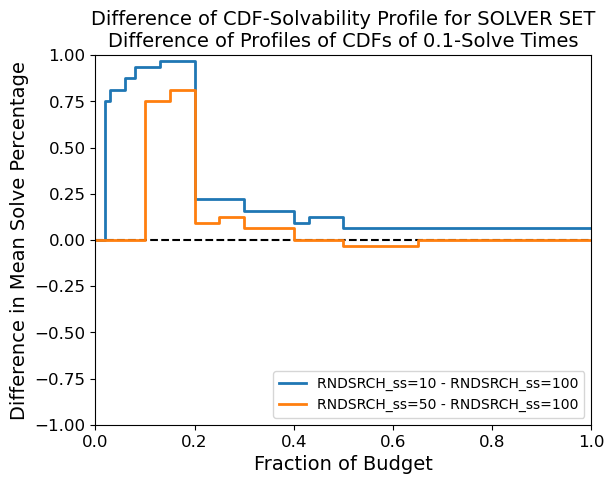 Difference of CDF-Solvability Profile for SOLVER SET
Difference of Profiles of CDFs of 0.1-Solve Times
Difference in Mean Solve Percentage
1.00
0.75
0.50
0.25
0.00
−0.25
−0.50
−0.75
−1.00
RNDSRCH_ss=10 - RNDSRCH_ss=100
RNDSRCH_ss=50 - RNDSRCH_ss=100
0.0 0.2 0.4 0.6 0.8 1.0
Fraction of Budget